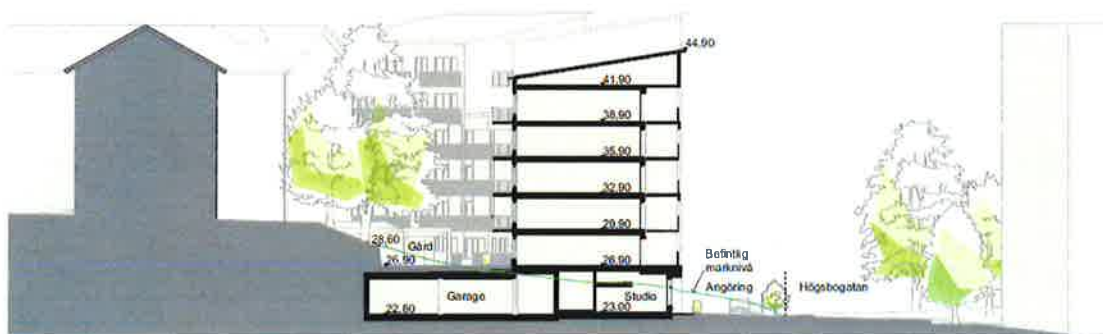 44.90
41.90
38.90
35.90
32.90
29.90
28.60 Gård
26.90
26.90
Befintlig
marknivå
Angöring
Högsbogatan
Garage
Studio
22.60
23.00